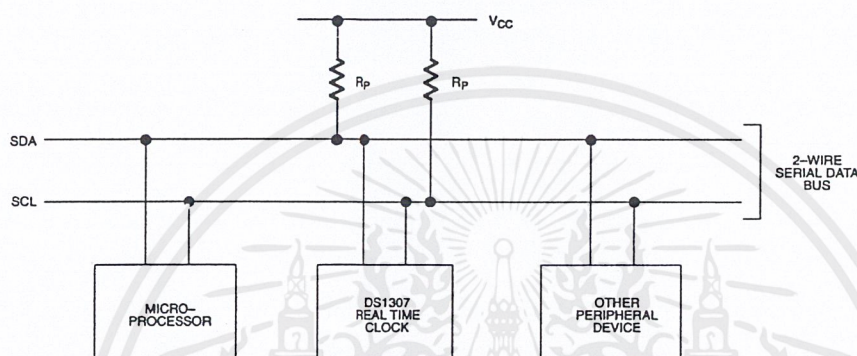 VCC
RP
RP
SDA
2–WIRE
SERIAL DATA
BUS
SCL
MICRO–
PROCESSOR
DS1307
REAL TIME
CLOCK
OTHER
PERIPHERAL
DEVICE